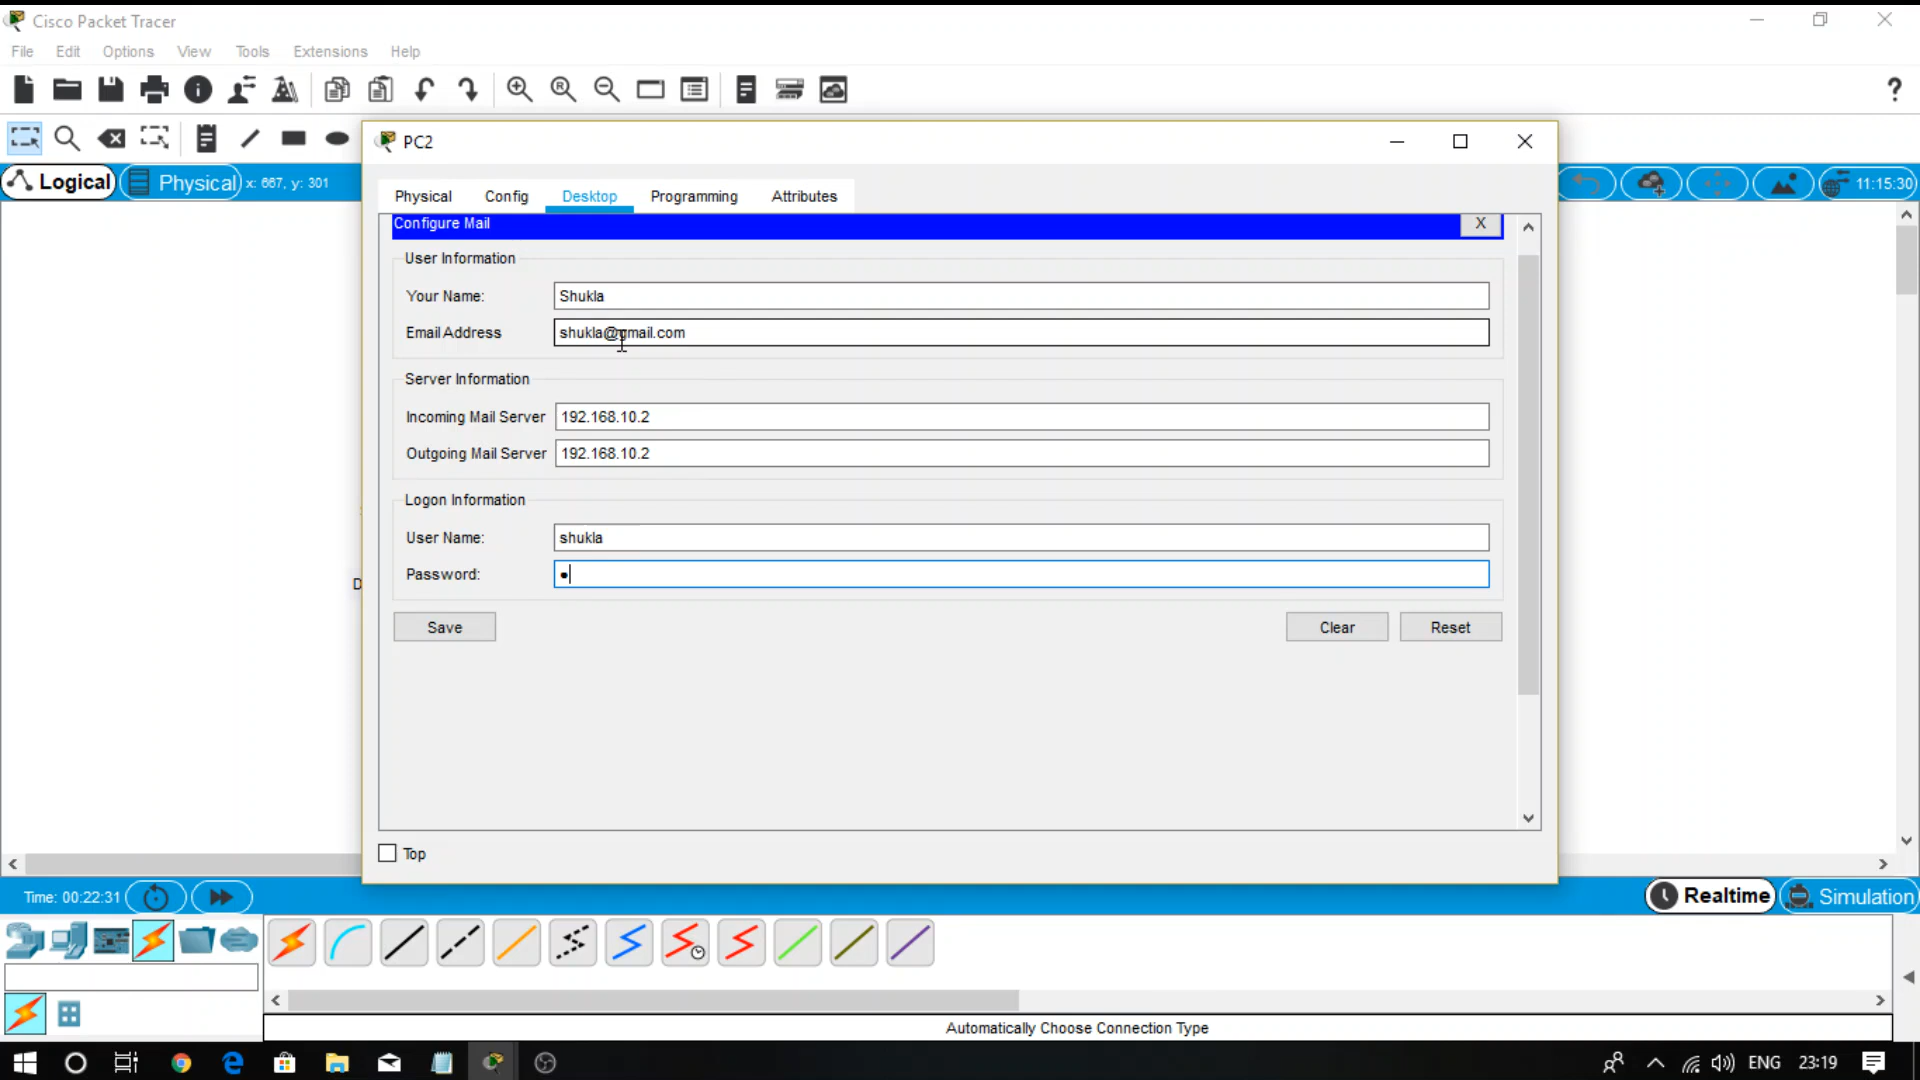 Cisco Packet Tracer
File Edit Options View Tools Extensions Help
?
PC2
Logical Physical x: 667, y: 301
11:15:30
Physical Config Desktop Programming Attributes
Configure Mail X
User Information
Your Name: Shukla
Email Address shukla@gmail.com
Server Information
Incoming Mail Server 192.168.10.2
Outgoing Mail Server 192.168.10.2
Logon Information
User Name: shukla
Password: ●
Save Clear Reset
D
Top
Time: 00:22:31
Realtime Simulation
Automatically Choose Connection Type
ENG 23:19